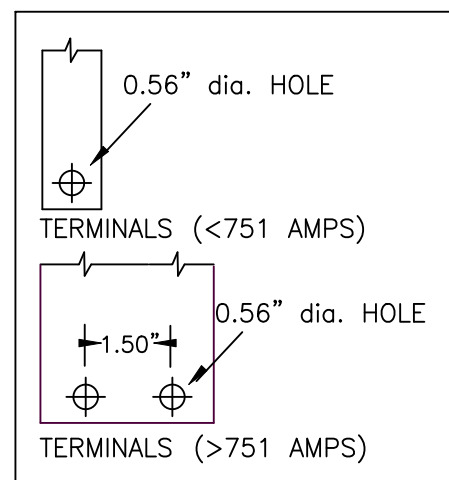 0.56" dia. HOLE
TERMINALS (<751 AMPS)
0.56" dia. HOLE
1.50"
TERMINALS (>751 AMPS)